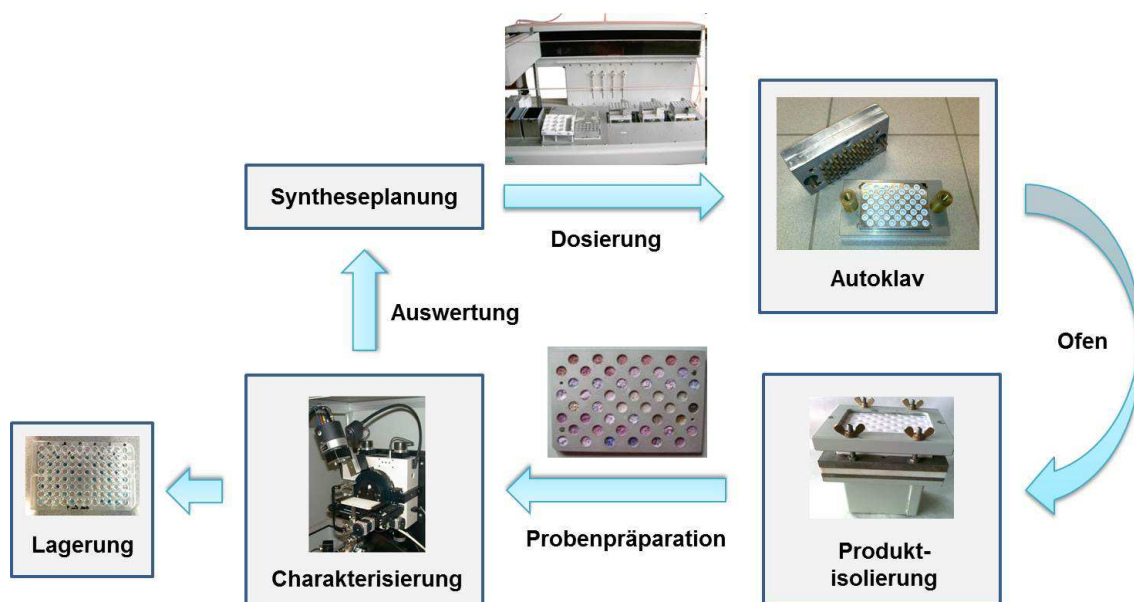 Syntheseplanung
Dosierung
Autoklav
Auswertung
Ofen
Lagerung
Charakterisierung
Probenpräparation
Produkt-
isolierung